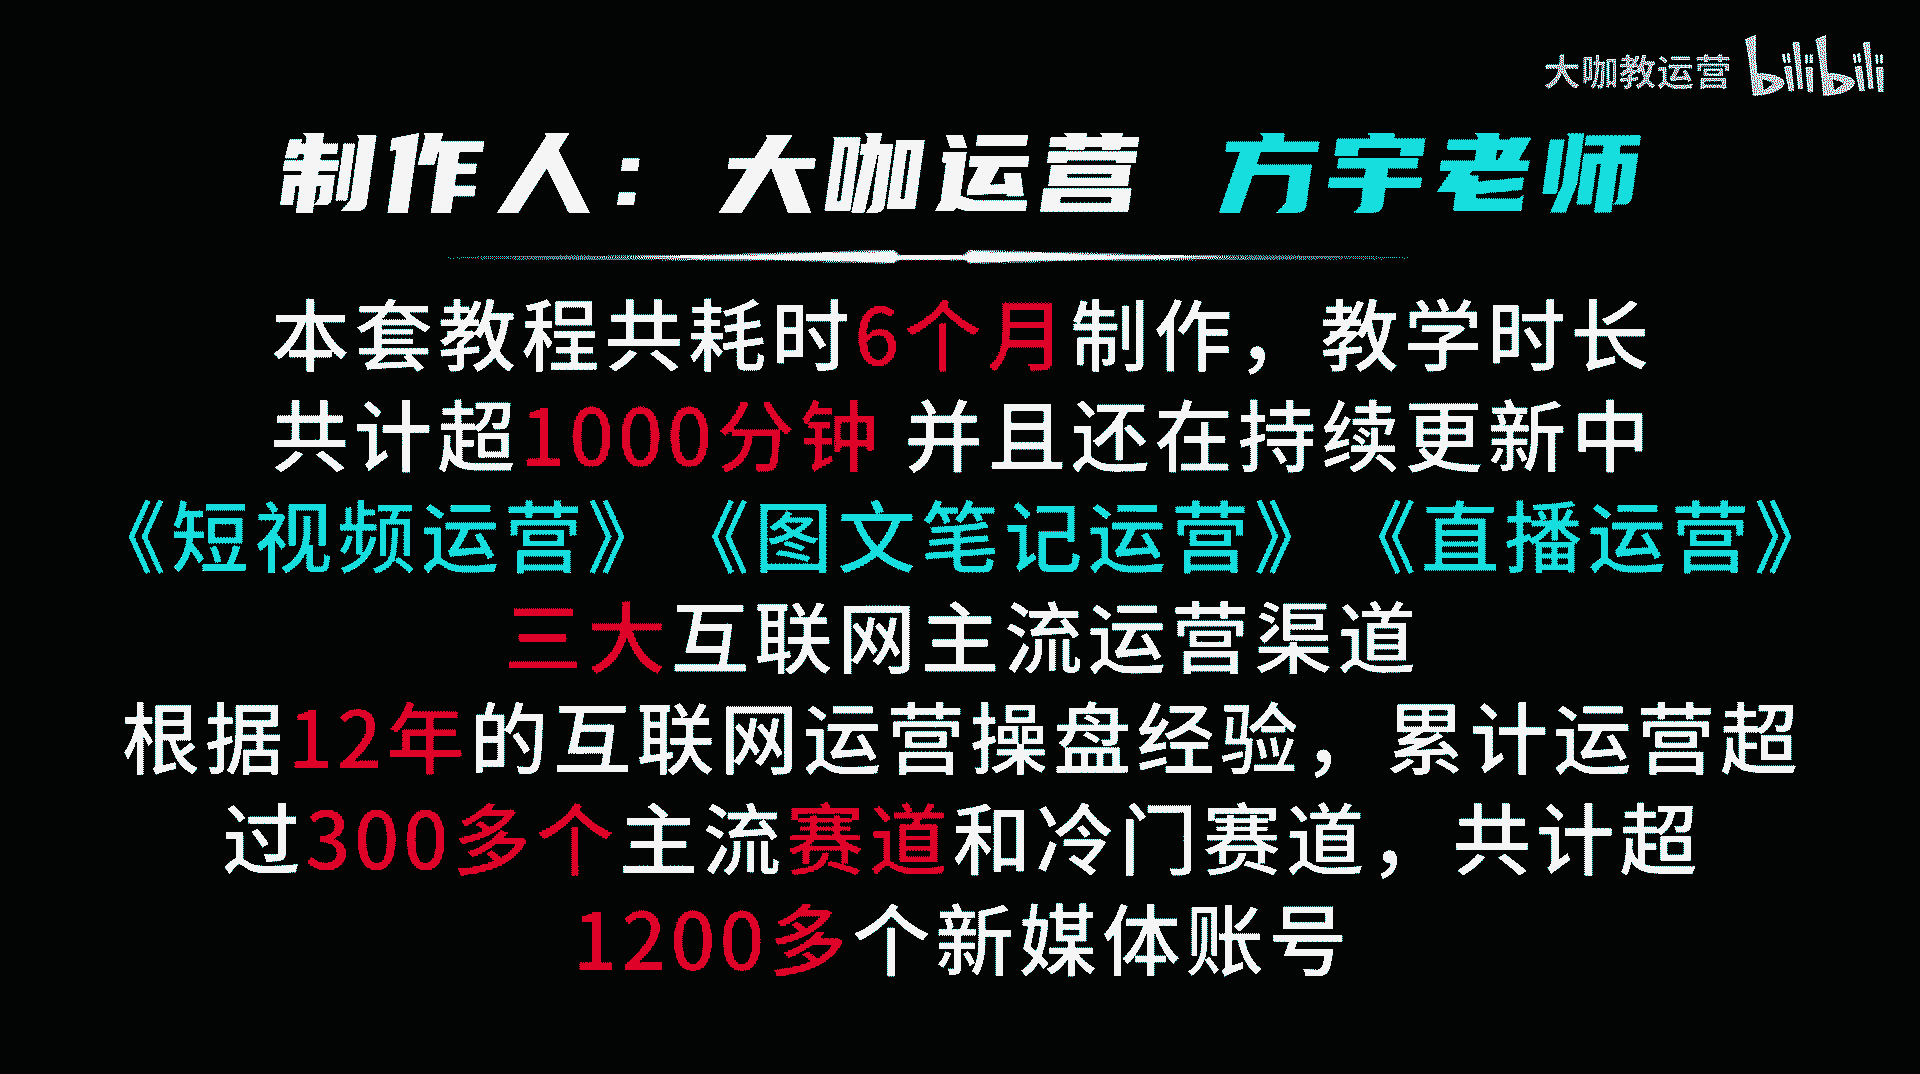 大咖教运营 bilibili
制作人：大咖运营 方宇老师
本套教程共耗时6个月制作，教学时长
共计超1000分钟 并且还在持续更新中
《短视频运营》《图文笔记运营》《直播运营》
三大互联网主流运营渠道
根据12年的互联网运营操盘经验，累计运营超
过300多个主流赛道和冷门赛道，共计超
1200多个新媒体账号